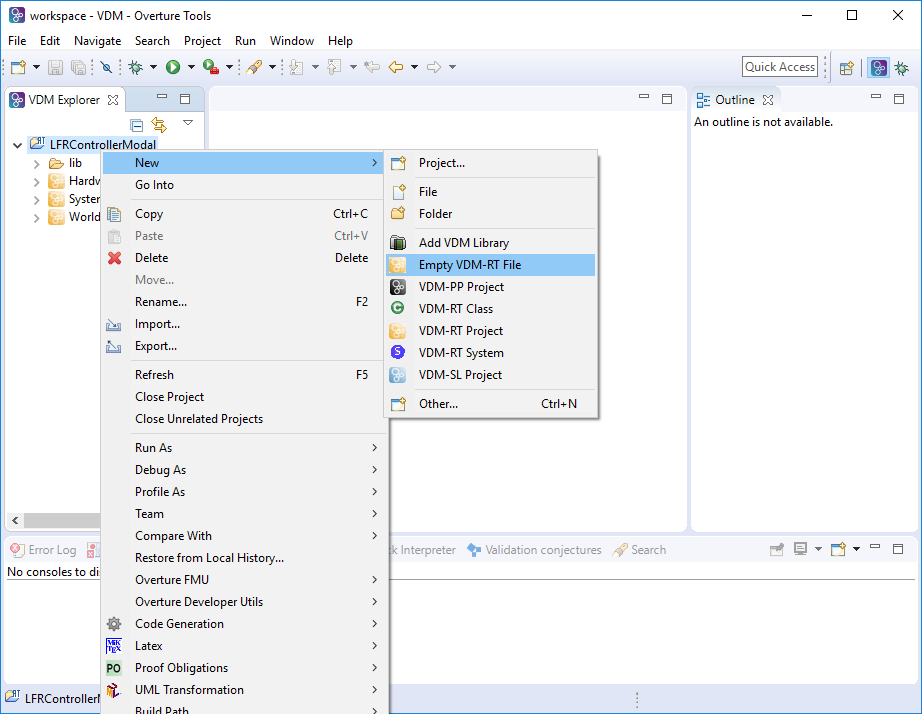 workspace - VDM - Overture Tools
File Edit Navigate Search Project Run Window Help
Quick Access
VDM Explorer
Outline
An outline is not available.
LFRControllerModal
lib
Hardw
System
World
New
Go Into
Copy Ctrl+C
Paste Ctrl+V
Delete Delete
Move...
Rename... F2
Import...
Export...
Refresh F5
Close Project
Close Unrelated Projects
Run As
Debug As
Profile As
Team
Compare With
Restore from Local History...
Overture FMU
Overture Developer Utils
Code Generation
Latex
PO Proof Obligations
UML Transformation
Build Path
Project...
File
Folder
Add VDM Library
Empty VDM-RT File
VDM-PP Project
VDM-RT Class
VDM-RT Project
VDM-RT System
VDM-SL Project
Other... Ctrl+N
Error Log
k Interpreter
Validation conjectures
Search
No consoles to di
LFRController